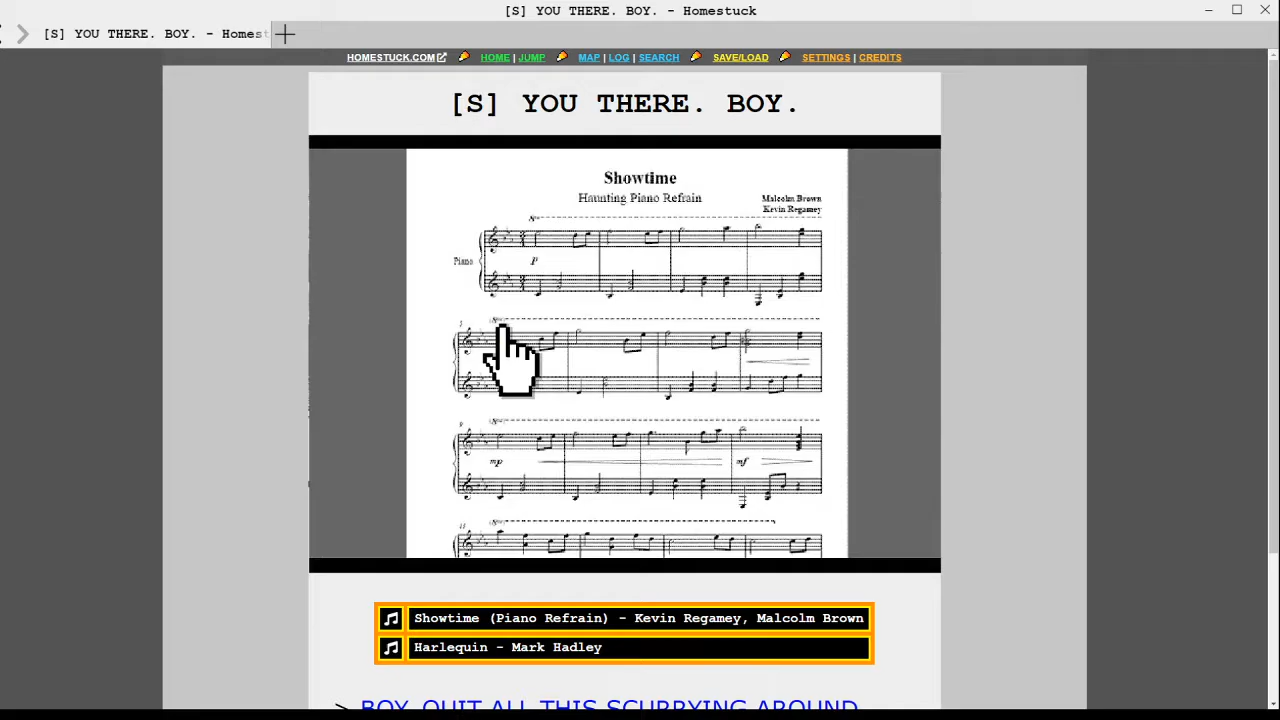 [S] YOU THERE. BOY. - Homestuck
[S] YOU THERE. BOY. - Homest
HOMESTUCK.COM HOME | JUMP MAP | LOG | SEARCH SAVE/LOAD SETTINGS | CREDITS
[S] YOU THERE. BOY.
Showtime
Haunting Piano Refrain
Malcolm Brown
Kevin Regamey
Piano
p
mp
mf
Showtime (Piano Refrain) - Kevin Regamey, Malcolm Brown
Harlequin - Mark Hadley
> BOY. QUIT ALL THIS SCURRYING AROUND